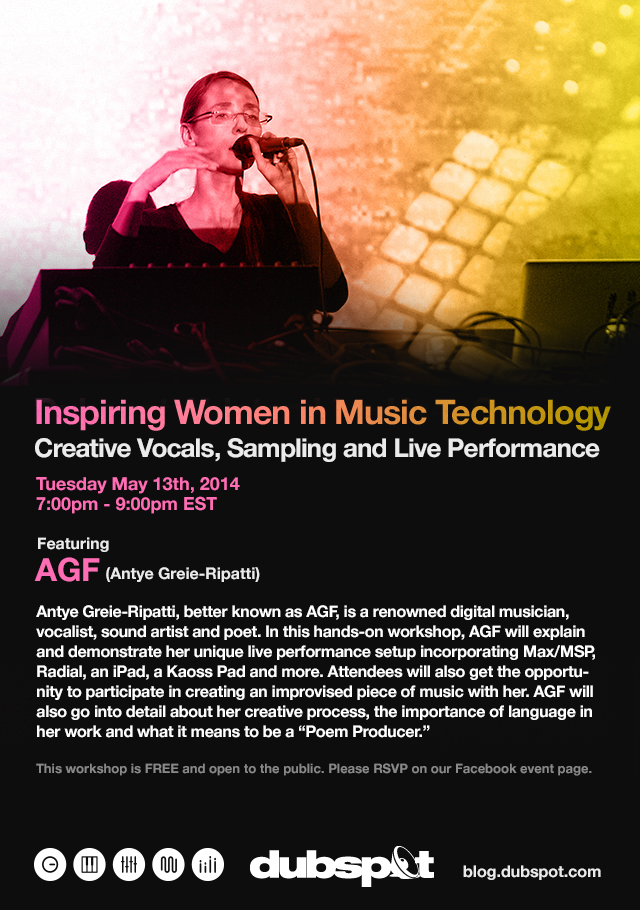 Inspiring Women in Music Technology
Creative Vocals, Sampling and Live Performance
Tuesday May 13th, 2014
7:00pm - 9:00pm EST
Featuring
AGF (Antye Greie-Ripatti)
Antye Greie-Ripatti, better known as AGF, is a renowned digital musician,
vocalist, sound artist and poet. In this hands-on workshop, AGF will explain
and demonstrate her unique live performance setup incorporating Max/MSP,
Radial, an iPad, a Kaoss Pad and more. Attendees will also get the opportu-
nity to participate in creating an improvised piece of music with her. AGF will
also go into detail about her creative process, the importance of language in
her work and what it means to be a “Poem Producer.”
This workshop is FREE and open to the public. Please RSVP on our Facebook event page.
dubspot
blog.dubspot.com